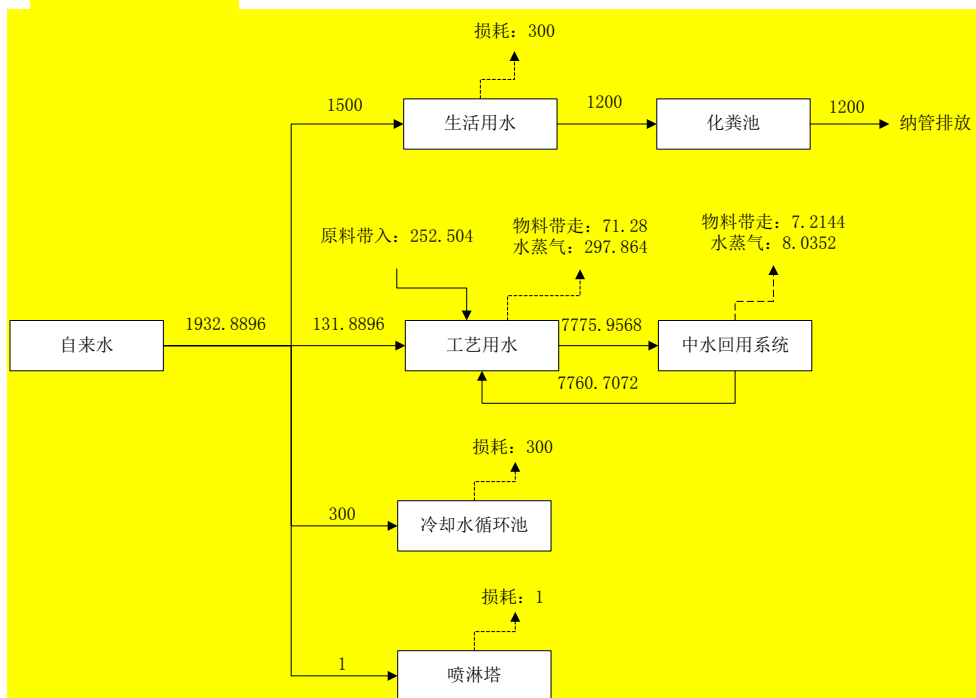 损耗：300
1500
生活用水
1200
化粪池
1200
纳管排放
原料带入：252.504
物料带走：71.28
水蒸气：297.864
物料带走：7.2144
水蒸气：8.0352
自来水
1932.8896
131.8896
工艺用水
7775.9568
中水回用系统
7760.7072
损耗：300
300
冷却水循环池
损耗：1
1
喷淋塔